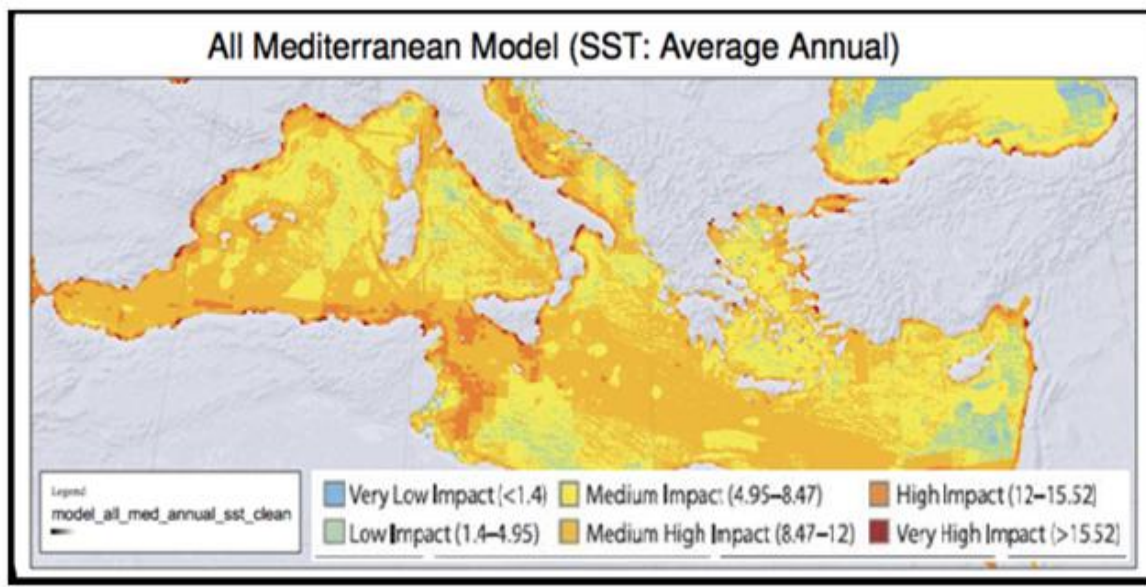 All Mediterranean Model (SST: Average Annual)
Legend
model_all_med_annual_sst_clean
Very Low Impact (<1.4)
Medium Impact (4.95–8.47)
High Impact (12–15.52)
Low Impact (1.4–4.95)
Medium High Impact (8.47–12)
Very High Impact (>15.52)